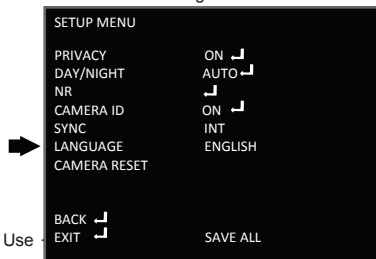 SETUP MENU
PRIVACY ON ↵
DAY/NIGHT AUTO ↵
NR ↵
CAMERA ID ON ↵
SYNC INT
LANGUAGE ENGLISH
CAMERA RESET
BACK ↵
Use EXIT ↵ SAVE ALL